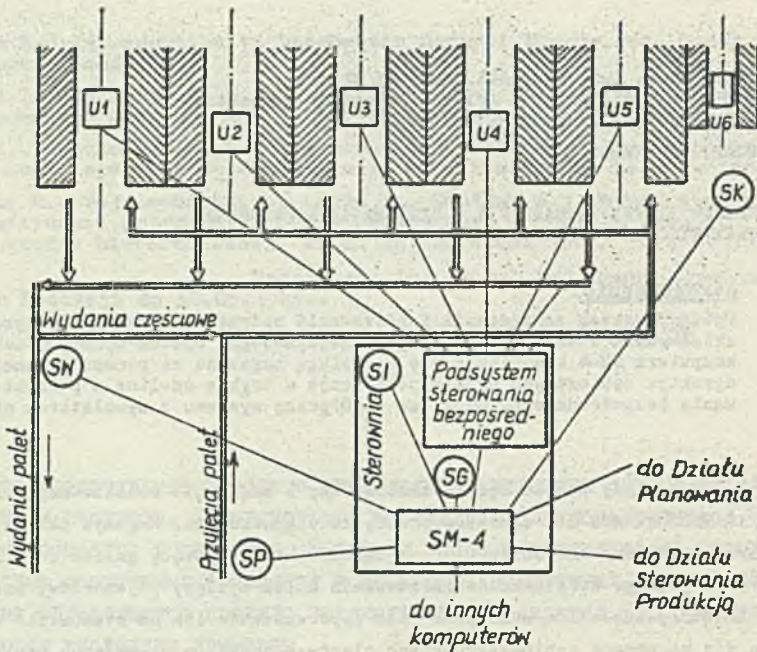 U1
U2
U3
U4
U5
U6
SK
Wydania częściowe
SW
SI
Podsystem
Sterowania
bezpośred-
niego
Sterownia
SG
Wydania palet
Przyjęcia palet
SP
SM-4
do Działu
Planowania
do Działu
Sterowania
Produkcją
do innych
komputerów